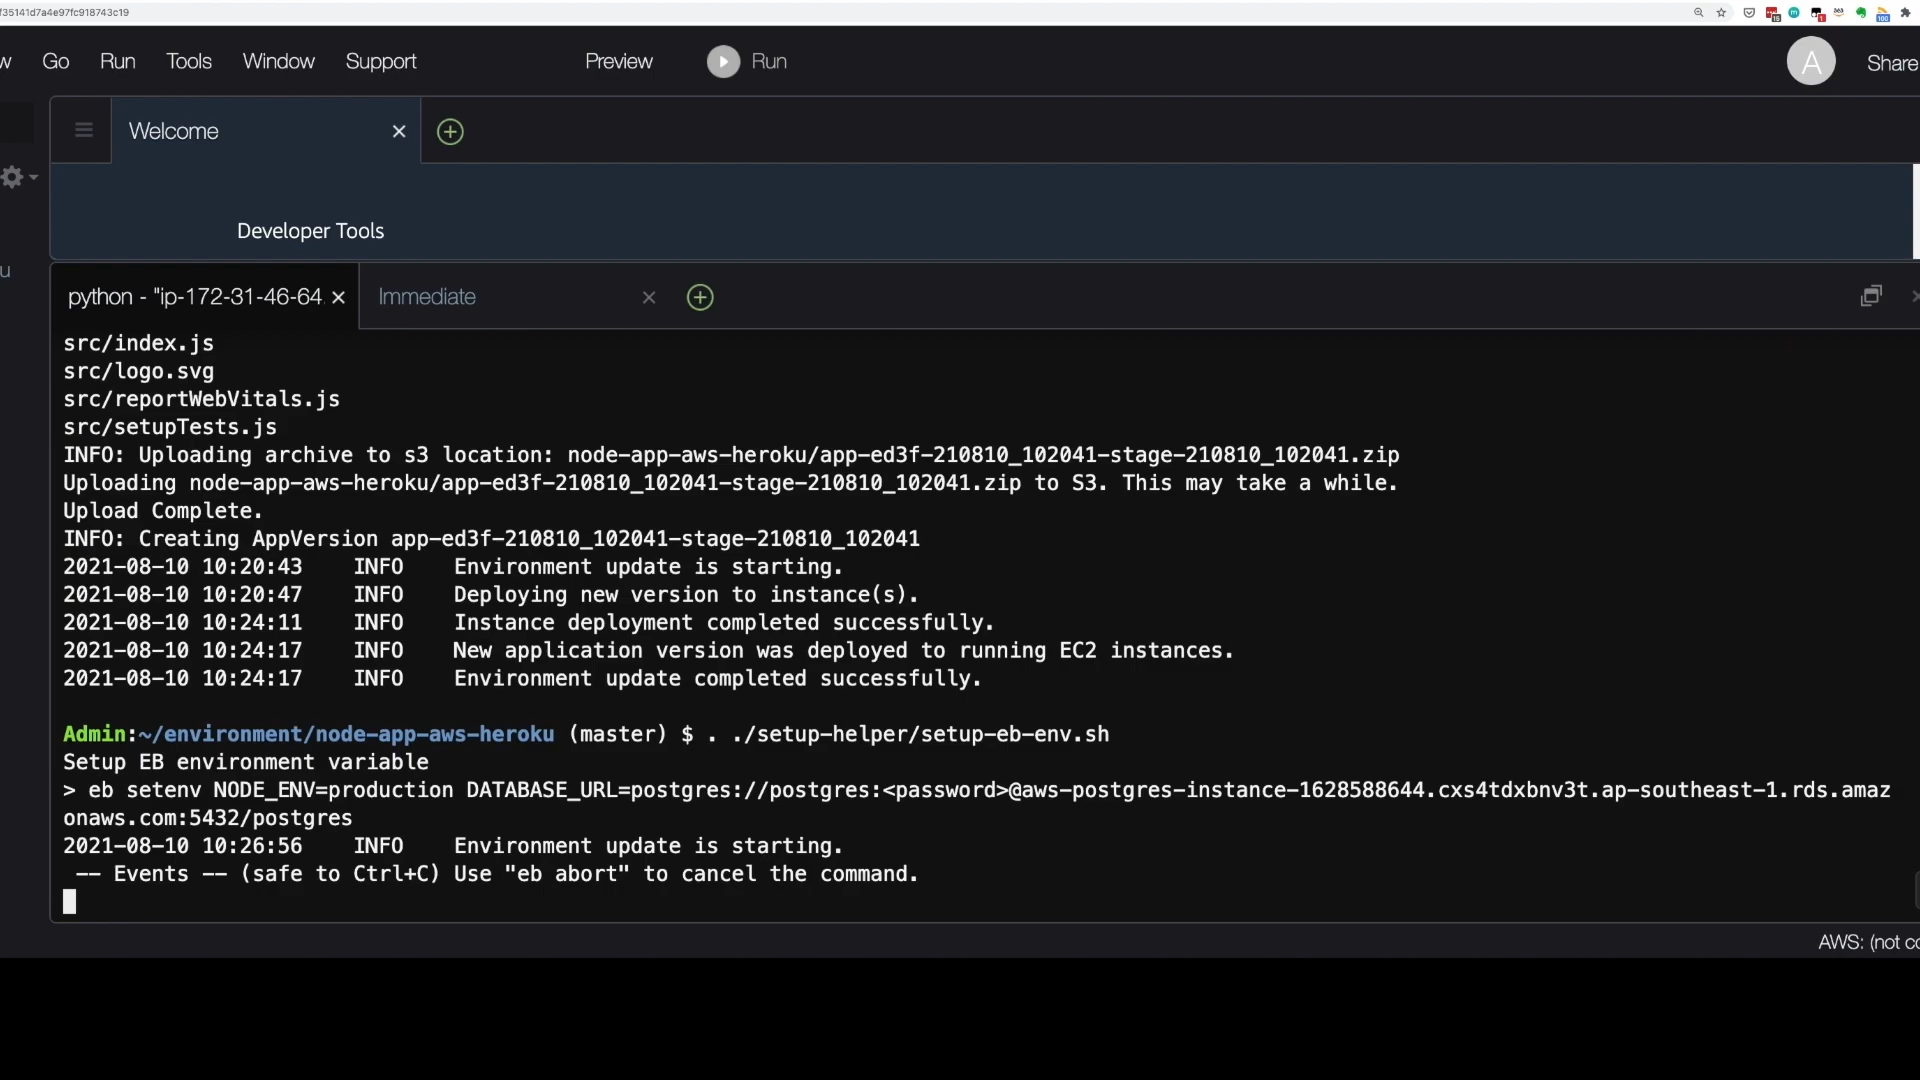 f35141d7a4e97fc918743c19
w Go Run Tools Window Support Preview Run A Share
Welcome
Developer Tools
u
python - "ip-172-31-46-64. Immediate
src/index.js
src/logo.svg
src/reportWebVitals.js
src/setupTests.js
INFO: Uploading archive to s3 location: node-app-aws-heroku/app-ed3f-210810_102041-stage-210810_102041.zip
Uploading node-app-aws-heroku/app-ed3f-210810_102041-stage-210810_102041.zip to S3. This may take a while.
Upload Complete.
INFO: Creating AppVersion app-ed3f-210810_102041-stage-210810_102041
2021-08-10 10:20:43    INFO    Environment update is starting.
2021-08-10 10:20:47    INFO    Deploying new version to instance(s).
2021-08-10 10:24:11    INFO    Instance deployment completed successfully.
2021-08-10 10:24:17    INFO    New application version was deployed to running EC2 instances.
2021-08-10 10:24:17    INFO    Environment update completed successfully.
Admin:~/environment/node-app-aws-heroku (master) $ . ./setup-helper/setup-eb-env.sh
Setup EB environment variable
> eb setenv NODE_ENV=production DATABASE_URL=postgres://postgres:<password>@aws-postgres-instance-1628588644.cxs4tdxbnv3t.ap-southeast-1.rds.amaz
onaws.com:5432/postgres
2021-08-10 10:26:56    INFO    Environment update is starting.
-- Events -- (safe to Ctrl+C) Use "eb abort" to cancel the command.
AWS: (not co